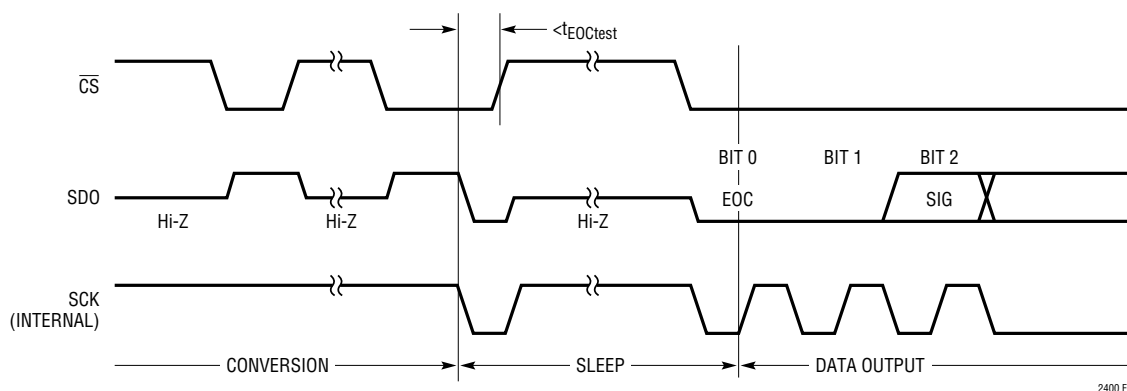 <tEOCtest
CS
BIT 0 BIT 1 BIT 2
SDO
EOC SIG
Hi-Z Hi-Z Hi-Z
SCK
(INTERNAL)
CONVERSION SLEEP DATA OUTPUT
2400 F